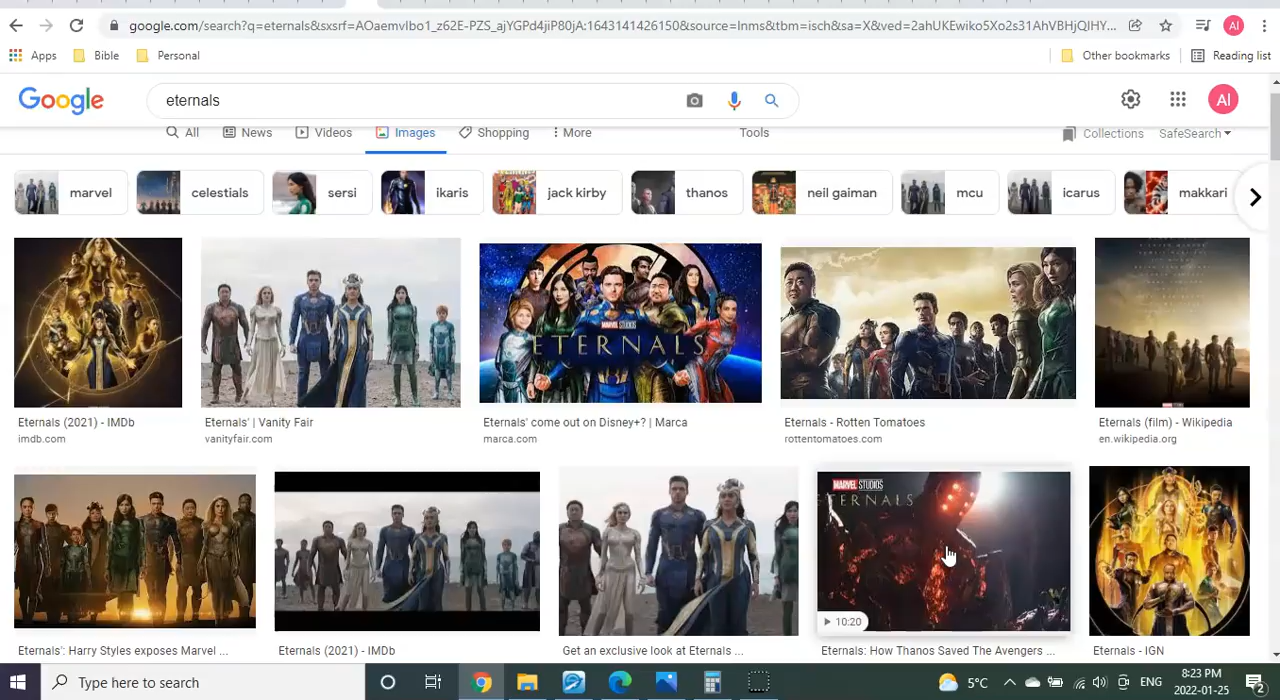 google.com/search?q=eternals&sxsrf=AOaemvIbo1_z62E-PZS_ajYGPd4jiP80jA:1643141426150&source=lnms&tbm=isch&sa=X&ved=2ahUKEwiko5Xo2s31AhVBHjQIHY...
AI
Apps Bible Personal Other bookmarks Reading list
Google eternals AI
All News Videos Images Shopping More Tools Collections SafeSearch
marvel celestials sersi ikaris jack kirby thanos neil gaiman mcu icarus makkari
MARVEL STUDIOS
ETERNALS
Eternals (2021) - IMDb
imdb.com
Eternals' | Vanity Fair
vanityfair.com
Eternals' come out on Disney+? | Marca
marca.com
Eternals - Rotten Tomatoes
rottentomatoes.com
Eternals (film) - Wikipedia
en.wikipedia.org
MARVEL STUDIOS
ETERNALS
10:20
Eternals': Harry Styles exposes Marvel ...
Eternals (2021) - IMDb
Get an exclusive look at Eternals ...
Eternals: How Thanos Saved The Avengers ...
Eternals - IGN
Type here to search
5°C ENG 8:23 PM
2022-01-25
2